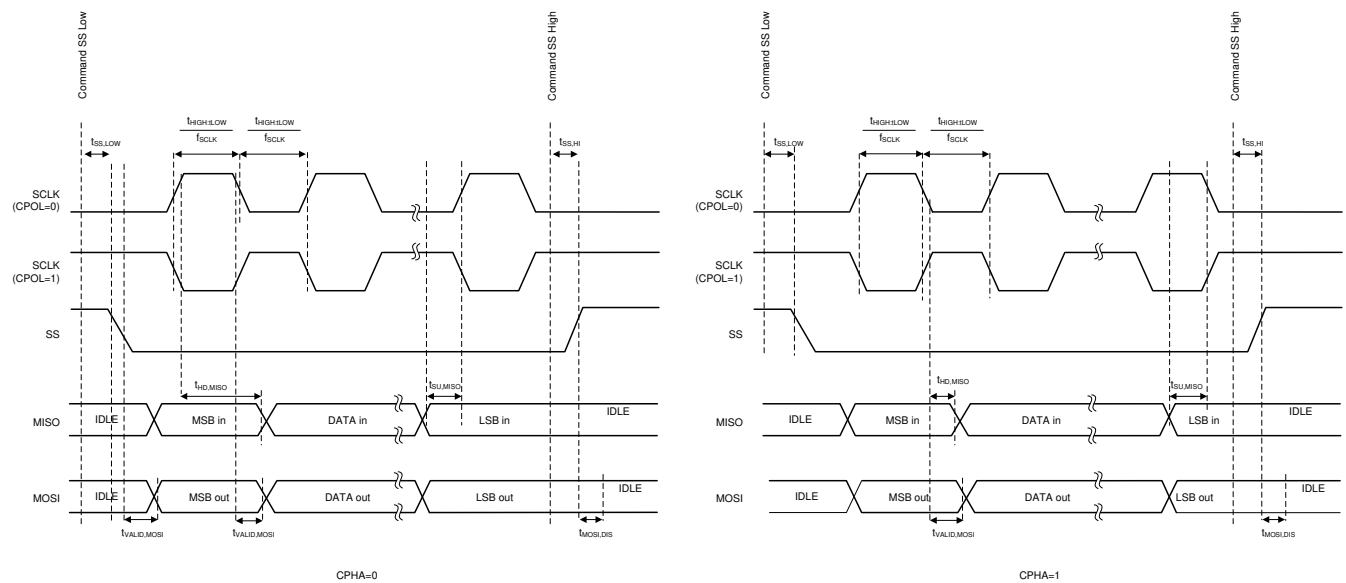 Command SS Low
Command SS High
tSS,LOW
tHIGH:tLOW
fSCLK
tHIGH:tLOW
fSCLK
tSS,HI
SCLK
(CPOL=0)
SCLK
(CPOL=1)
SS
tHD,MISO
tSU,MISO
MISO
IDLE
MSB in
DATA in
LSB in
IDLE
MOSI
IDLE
MSB out
DATA out
LSB out
IDLE
tVALID,MOSI
tVALID,MOSI
tMOSI,DIS
CPHA=0
Command SS Low
Command SS High
tSS,LOW
tHIGH:tLOW
fSCLK
tHIGH:tLOW
fSCLK
tSS,HI
SCLK
(CPOL=0)
SCLK
(CPOL=1)
SS
tHD,MISO
tSU,MISO
MISO
IDLE
MSB in
DATA in
LSB in
IDLE
MOSI
IDLE
MSB out
DATA out
LSB out
IDLE
tVALID,MOSI
tMOSI,DIS
CPHA=1